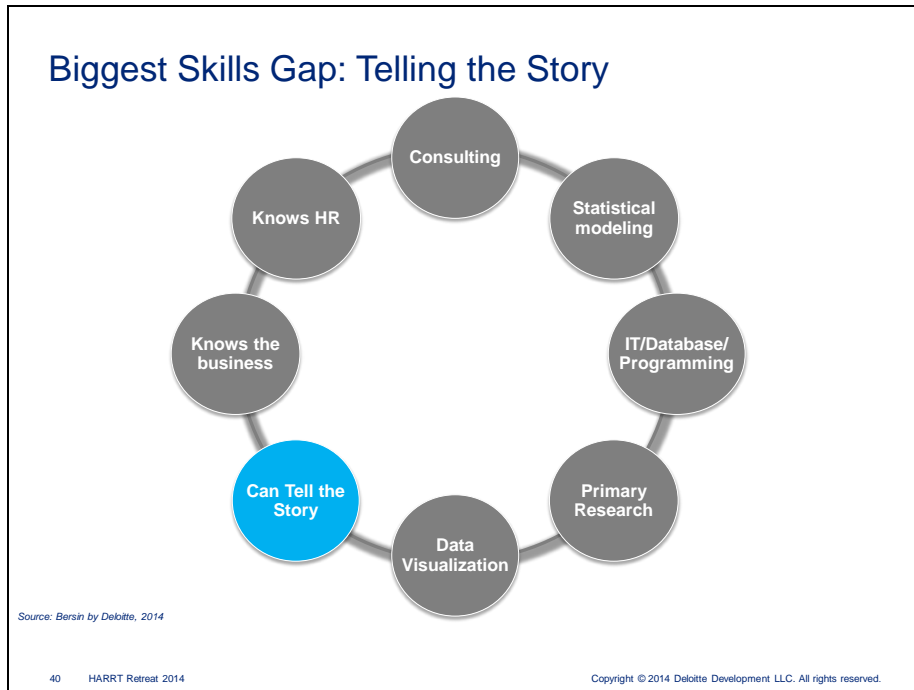 Biggest Skills Gap: Telling the Story
Consulting
Statistical
modeling
IT/Database/
Programming
Primary
Research
Data
Visualization
Can Tell the
Story
Knows the
business
Knows HR
Source: Bersin by Deloitte, 2014
40 HARRT Retreat 2014
Copyright © 2014 Deloitte Development LLC. All rights reserved.